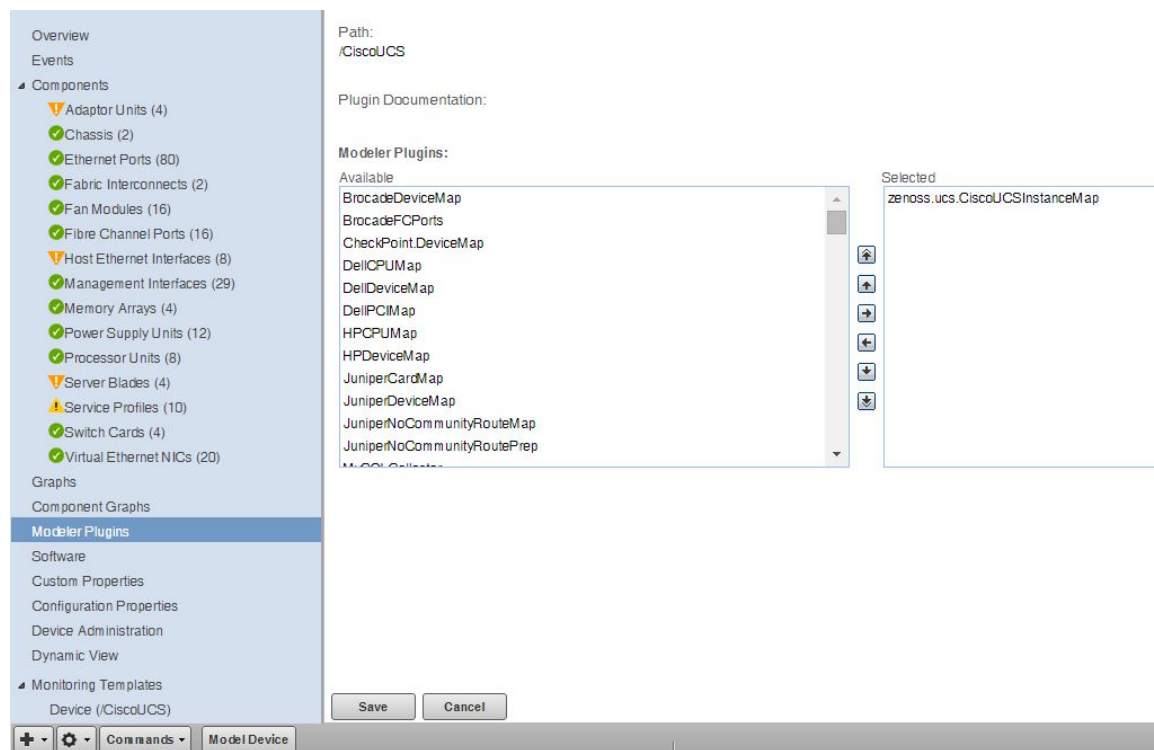 Overview
Events
Components
Adaptor Units (4)
Chassis (2)
Ethernet Ports (80)
Fabric Interconnects (2)
Fan Modules (16)
Fibre Channel Ports (16)
Host Ethernet Interfaces (8)
Management Interfaces (29)
Memory Arrays (4)
Power Supply Units (12)
Processor Units (8)
Server Blades (4)
Service Profiles (10)
Switch Cards (4)
Virtual Ethernet NICs (20)
Graphs
Component Graphs
Modeler Plugins
Software
Custom Properties
Configuration Properties
Device Administration
Dynamic View
Monitoring Templates
Device (/CiscoUCS)
Path:
/CiscoUCS
Plugin Documentation:
Modeler Plugins:
Available
BrocadeDeviceMap
BrocadeFCPorts
CheckPoint.DeviceMap
DellCPUMap
DellDeviceMap
DellPCIMap
HPCPUMap
HPDeviceMap
JuniperCardMap
JuniperDeviceMap
JuniperNoCommunityRouteMap
JuniperNoCommunityRoutePrep
Selected
zenoss.ucs.CiscoUCSInstanceMap
Save
Cancel
Commands
Model Device